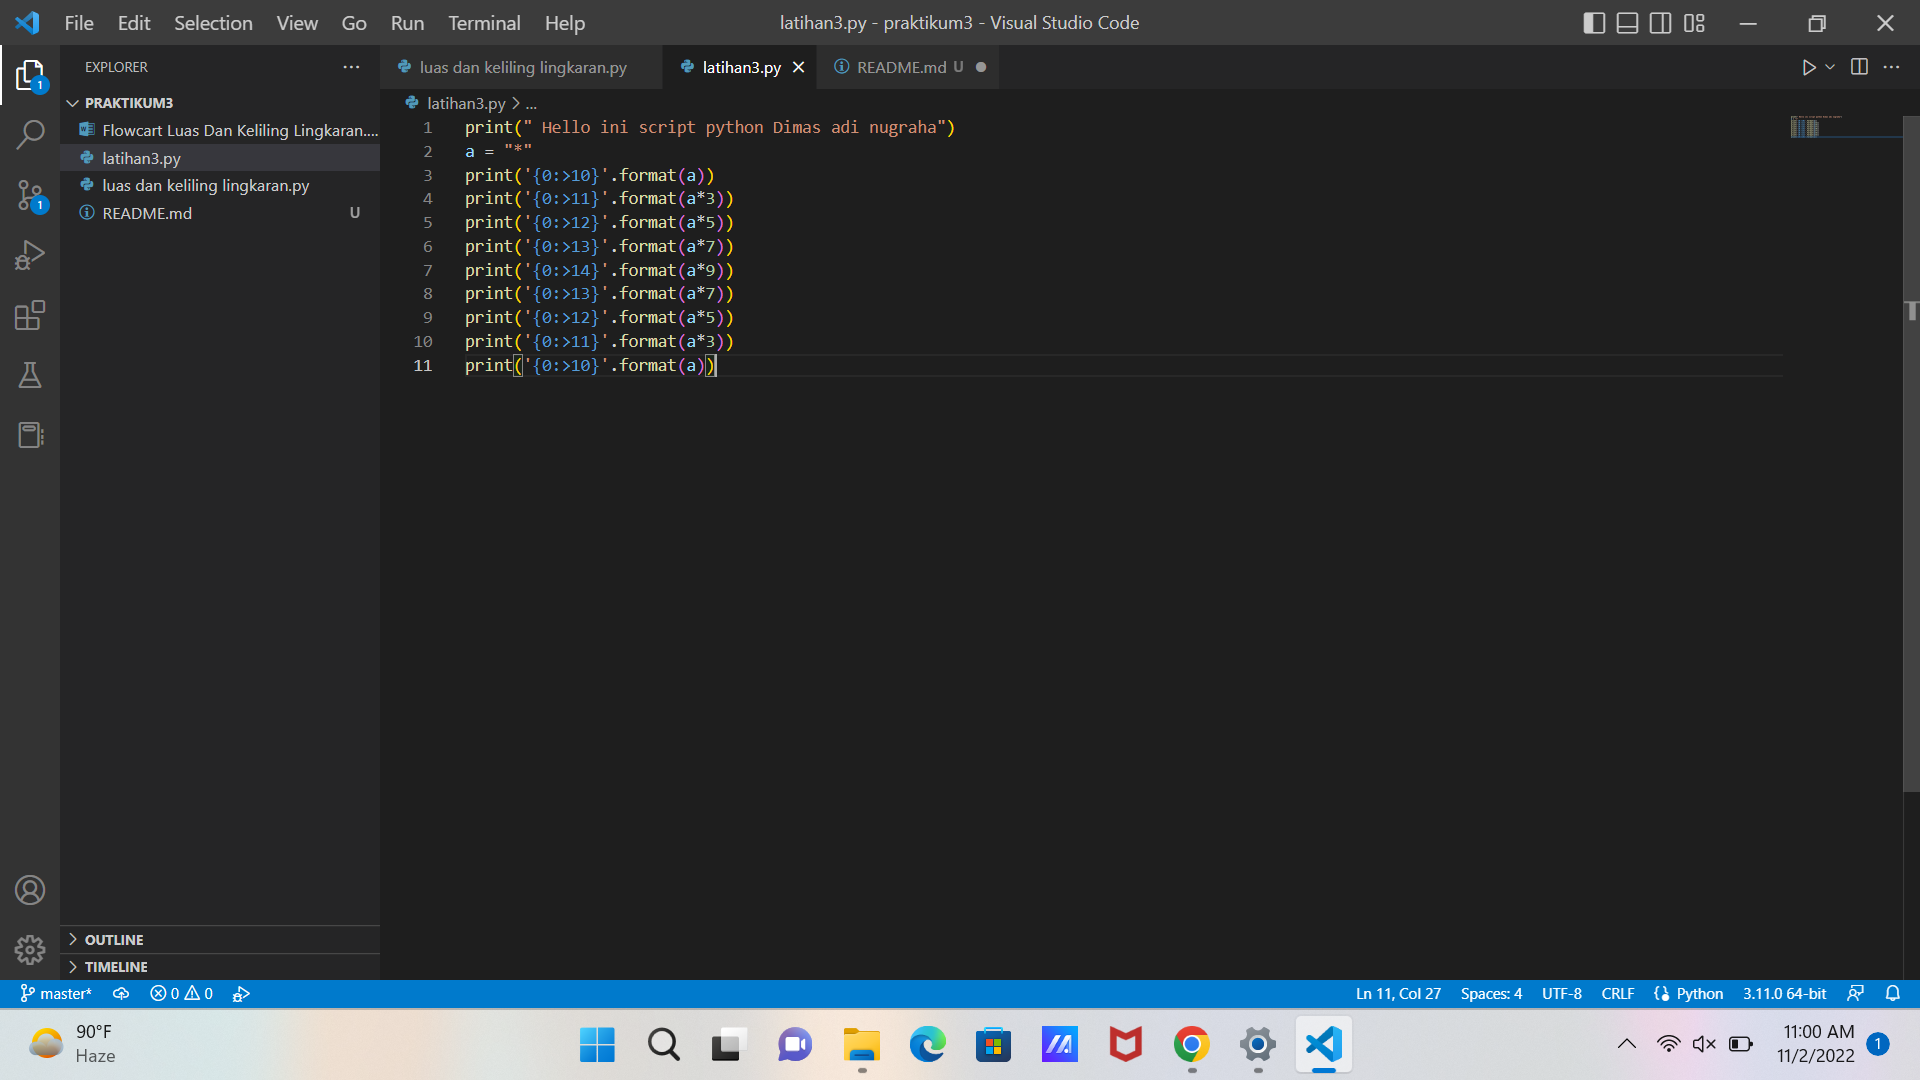 File Edit Selection View Go Run Terminal Help
latihan3.py - praktikum3 - Visual Studio Code
EXPLORER ...
luas dan keliling lingkaran.py
latihan3.py
README.md U
PRAKTIKUM3
Flowcart Luas Dan Keliling Lingkaran....
latihan3.py
luas dan keliling lingkaran.py
README.md U
1
1
latihan3.py > ...
1 print(" Hello ini script python Dimas adi nugraha")
2 a = "*"
3 print('{0:>10}'.format(a))
4 print('{0:>11}'.format(a*3))
5 print('{0:>12}'.format(a*5))
6 print('{0:>13}'.format(a*7))
7 print('{0:>14}'.format(a*9))
8 print('{0:>13}'.format(a*7))
9 print('{0:>12}'.format(a*5))
10 print('{0:>11}'.format(a*3))
11 print('{0:>10}'.format(a))
OUTLINE
TIMELINE
master* 0 0
Ln 11, Col 27 Spaces: 4 UTF-8 CRLF Python 3.11.0 64-bit
90°F
Haze
11:00 AM
11/2/2022
1